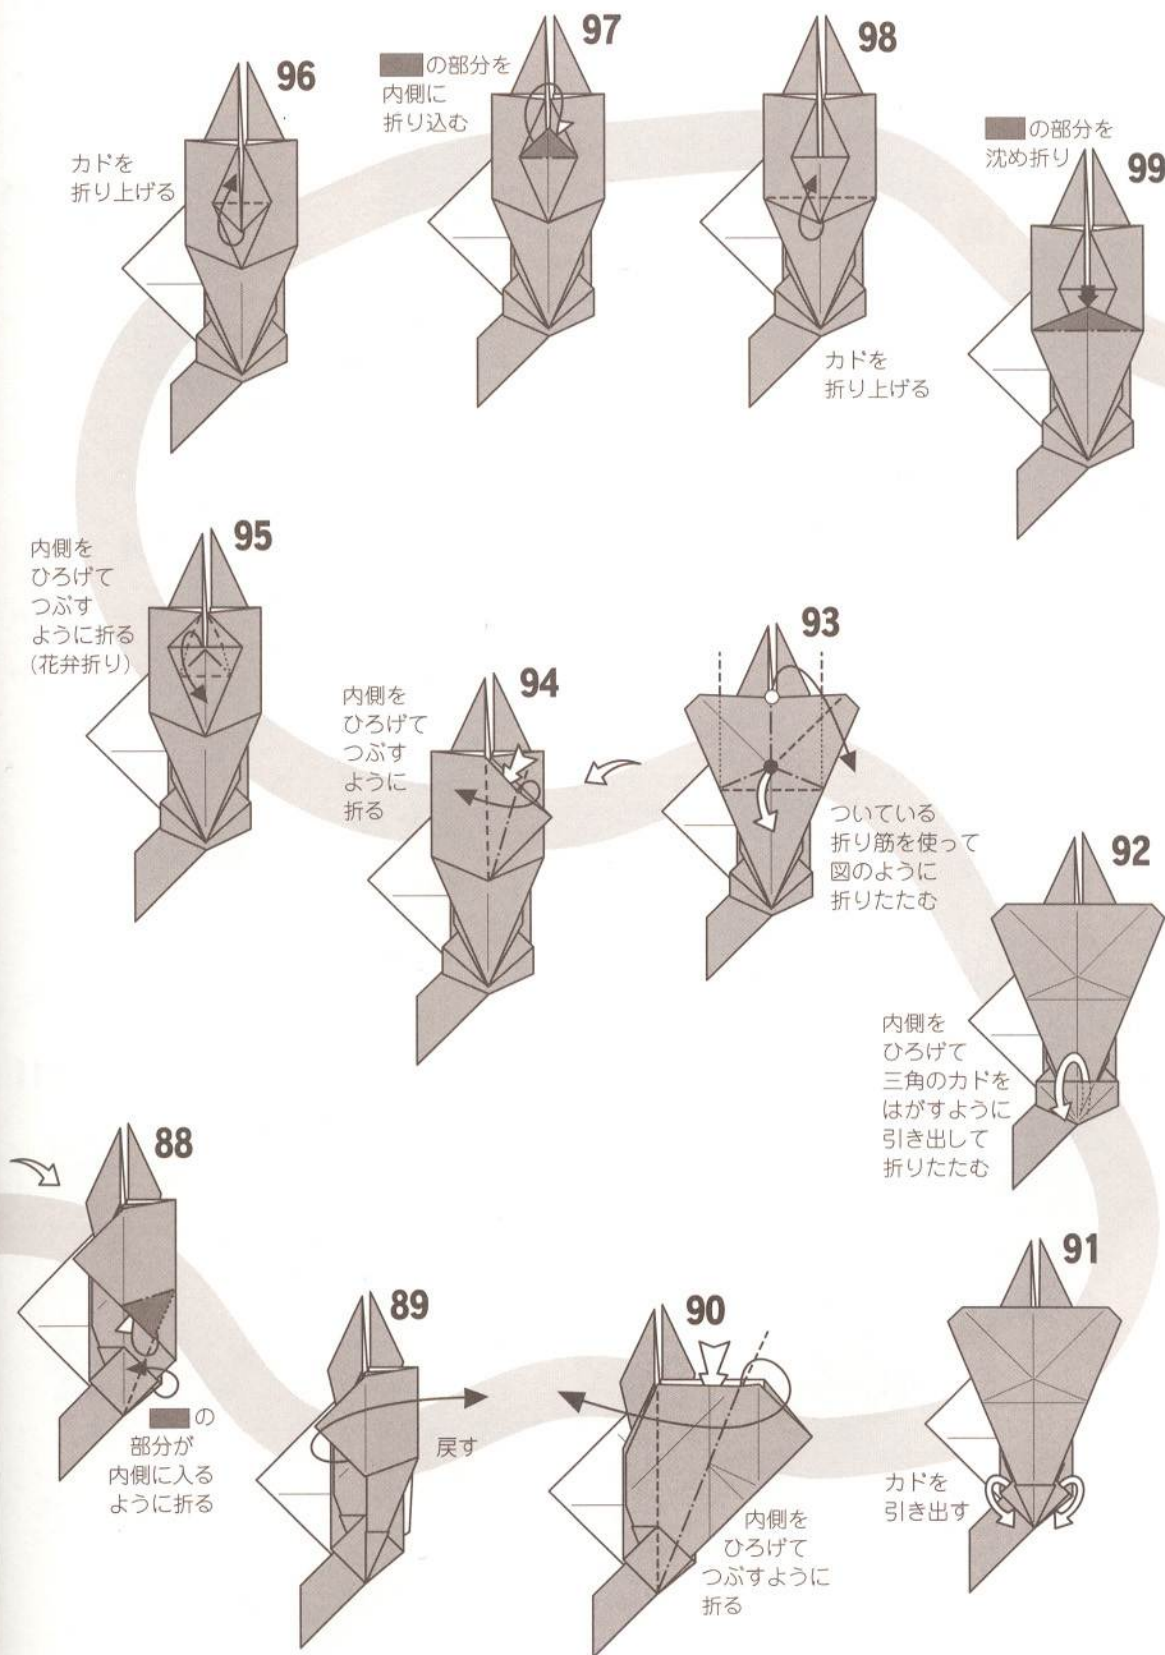 88
■の
部分が
内側に入る
ように折る
89
戻す
90
内側を
ひろげて
つぶすように
折る
91
カドを
引き出す
92
内側を
ひろげて
三角のカドを
はがすように
引き出して
折りたたむ
93
ついている
折り筋を使って
図のように
折りたたむ
94
内側を
ひろげて
つぶす
ように
折る
95
内側を
ひろげて
つぶす
ように折る
(花弁折り)
96
カドを
折り上げる
97
■の部分を
内側に
折り込む
98
カドを
折り上げる
99
■の部分を
沈め折り